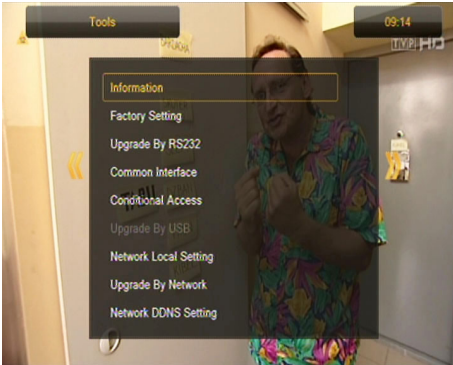 Tools
09:14
TVP HD
Information
Factory Setting
Upgrade By RS232
Common Interface
Conditional Access
Upgrade By USB
Network Local Setting
Upgrade By Network
Network DDNS Setting